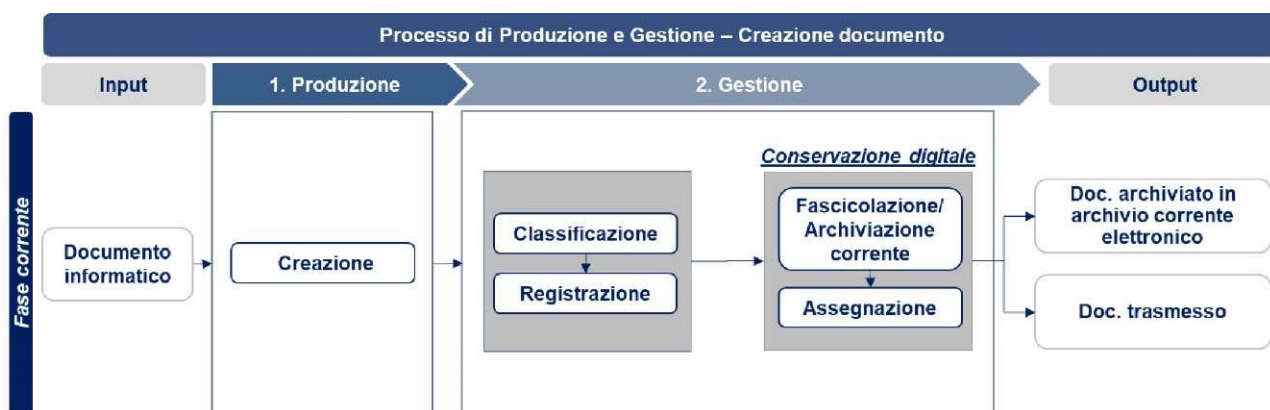 Processo di Produzione e Gestione – Creazione documento
Input
1. Produzione
2. Gestione
Output
Fase corrente
Documento
informatico
Creazione
Classificazione
Registrazione
Conservazione digitale
Fascicolazione/
Archiviazione
corrente
Assegnazione
Doc. archiviato in
archivio corrente
elettronico
Doc. trasmesso